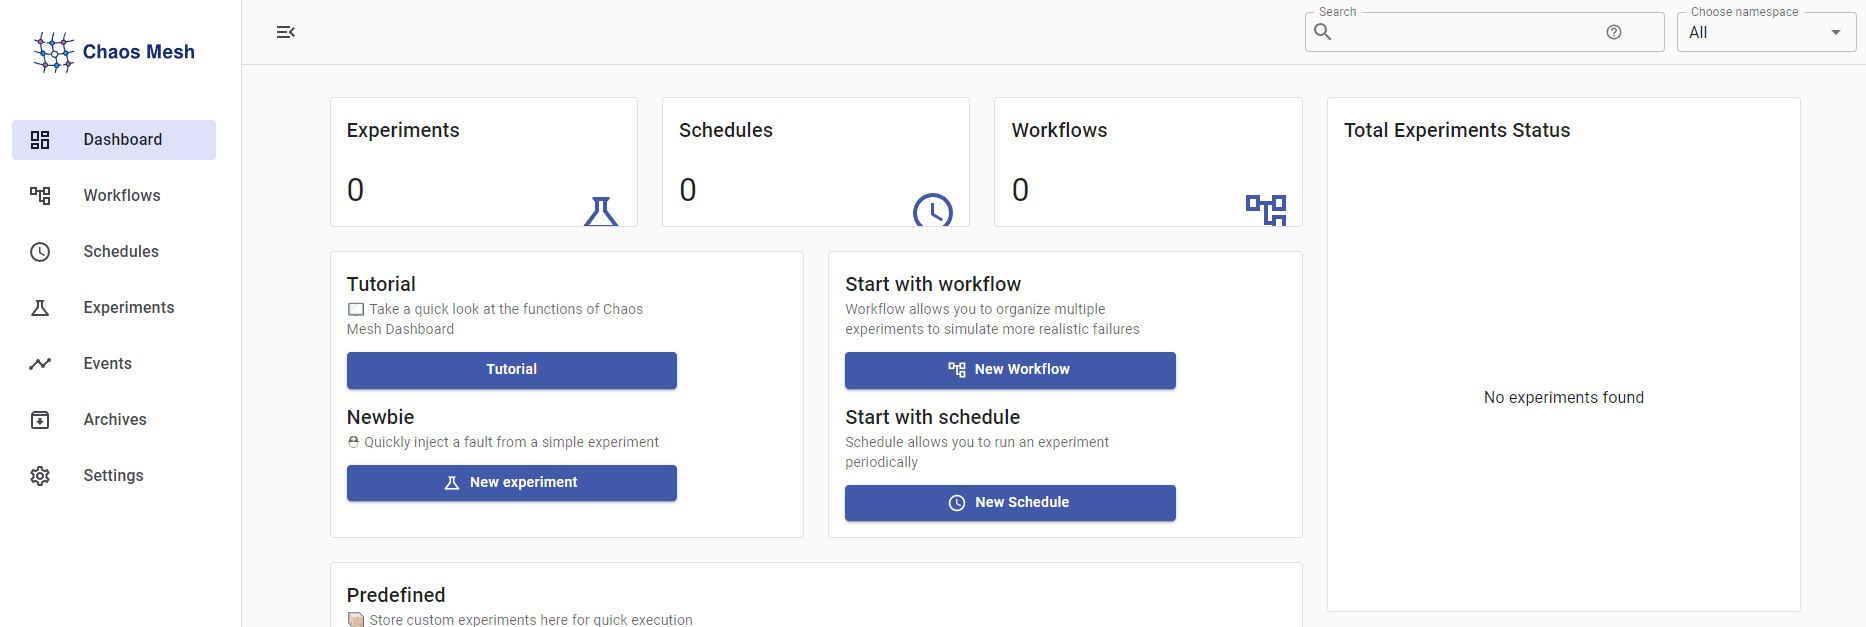 Chaos Mesh
Dashboard
Workflows
Schedules
Experiments
Events
Archives
Settings
Search
Choose namespace
All
Experiments
0
Schedules
0
Workflows
0
Total Experiments Status
No experiments found
Tutorial
Take a quick look at the functions of Chaos
Mesh Dashboard
Tutorial
Newbie
Quickly inject a fault from a simple experiment
New experiment
Start with workflow
Workflow allows you to organize multiple
experiments to simulate more realistic failures
New Workflow
Start with schedule
Schedule allows you to run an experiment
periodically
New Schedule
Predefined
Store custom experiments here for quick execution